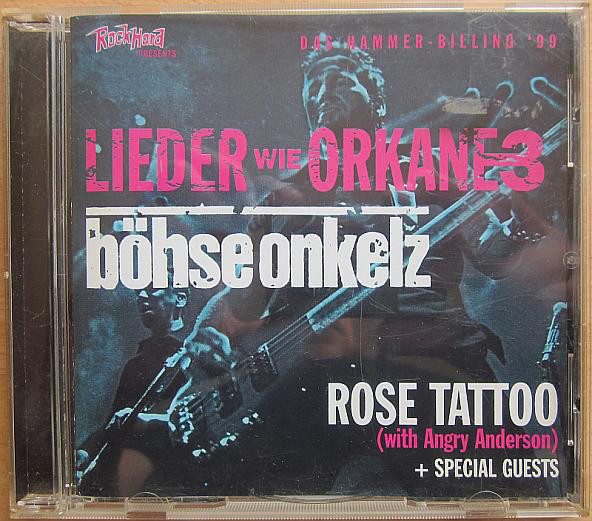 RockHard
PRESENTS
DAS HAMMER-BILLING '99
LIEDER WIE ORKANE 3
böhse onkelz
ROSE TATTOO
(with Angry Anderson)
+ SPECIAL GUESTS